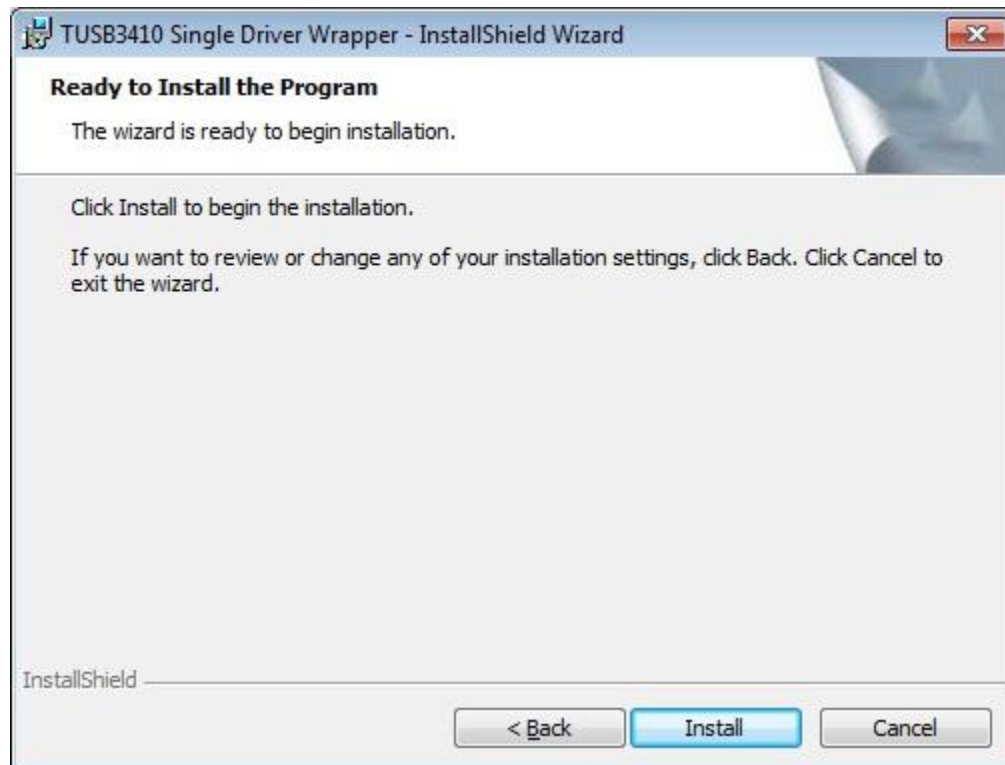 TUSB3410 Single Driver Wrapper - InstallShield Wizard
Ready to Install the Program
The wizard is ready to begin installation.
Click Install to begin the installation.
If you want to review or change any of your installation settings, click Back. Click Cancel to
exit the wizard.
InstallShield
< Back
Install
Cancel